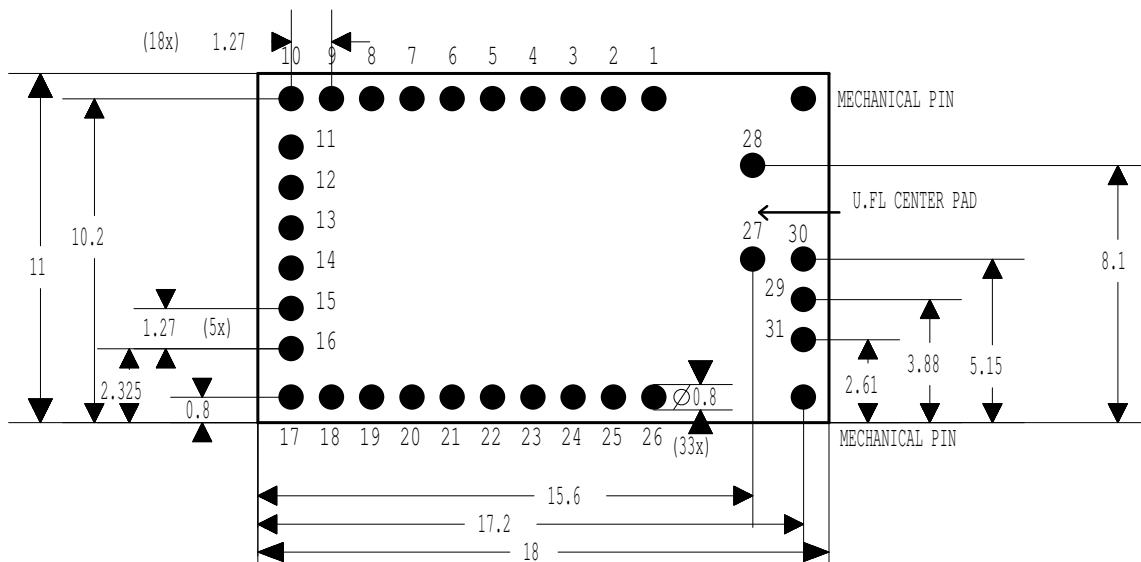 (18x) 1.27
10 9 8 7 6 5 4 3 2 1
MECHANICAL PIN
11
28
12
U.FL CENTER PAD
13
27 30
10.2
11
14
8.1
29
15
1.27 (5x)
31
16
5.15
3.88
2.61
2.325
0.8
∅0.8
17 18 19 20 21 22 23 24 25 26
(33x)
MECHANICAL PIN
15.6
17.2
18